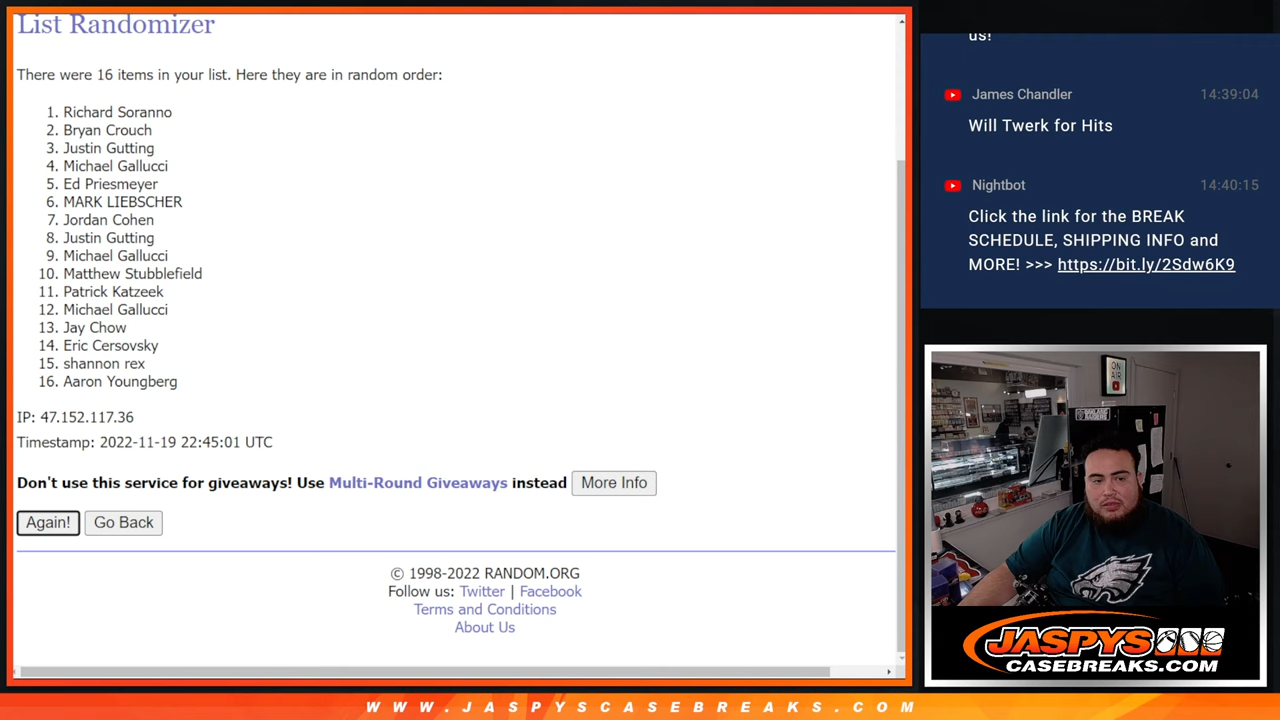 List Randomizer
There were 16 items in your list. Here they are in random order:
1. Richard Soranno
2. Bryan Crouch
3. Justin Gutting
4. Michael Gallucci
5. Ed Priesmeyer
6. MARK LIEBSCHER
7. Jordan Cohen
8. Justin Gutting
9. Michael Gallucci
10. Matthew Stubblefield
11. Patrick Katzeek
12. Michael Gallucci
13. Jay Chow
14. Eric Cersovsky
15. shannon rex
16. Aaron Youngberg
IP: 47.152.117.36
Timestamp: 2022-11-19 22:45:01 UTC
Don't use this service for giveaways! Use Multi-Round Giveaways instead More Info
Again! Go Back
© 1998-2022 RANDOM.ORG
Follow us: Twitter | Facebook
Terms and Conditions
About Us
us!
James Chandler 14:39:04
Will Twerk for Hits
Nightbot 14:40:15
Click the link for the BREAK
SCHEDULE, SHIPPING INFO and
MORE! >>> https://bit.ly/2Sdw6K9
ON
AIR
JASPYS
CASEBREAKS.COM
WWW.JASPYSCASEBREAKS.COM